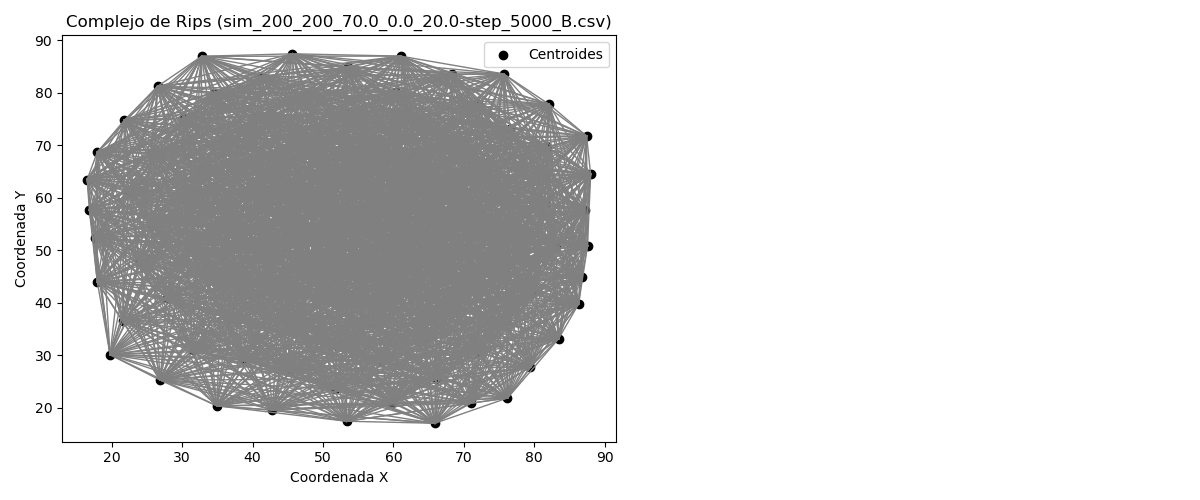 Complejo de Rips (sim_200_200_70.0_0.0_20.0-step_5000_B.csv)
Centroides
90
80
70
60
50
40
30
20
Coordenada Y
20 30 40 50 60 70 80 90
Coordenada X